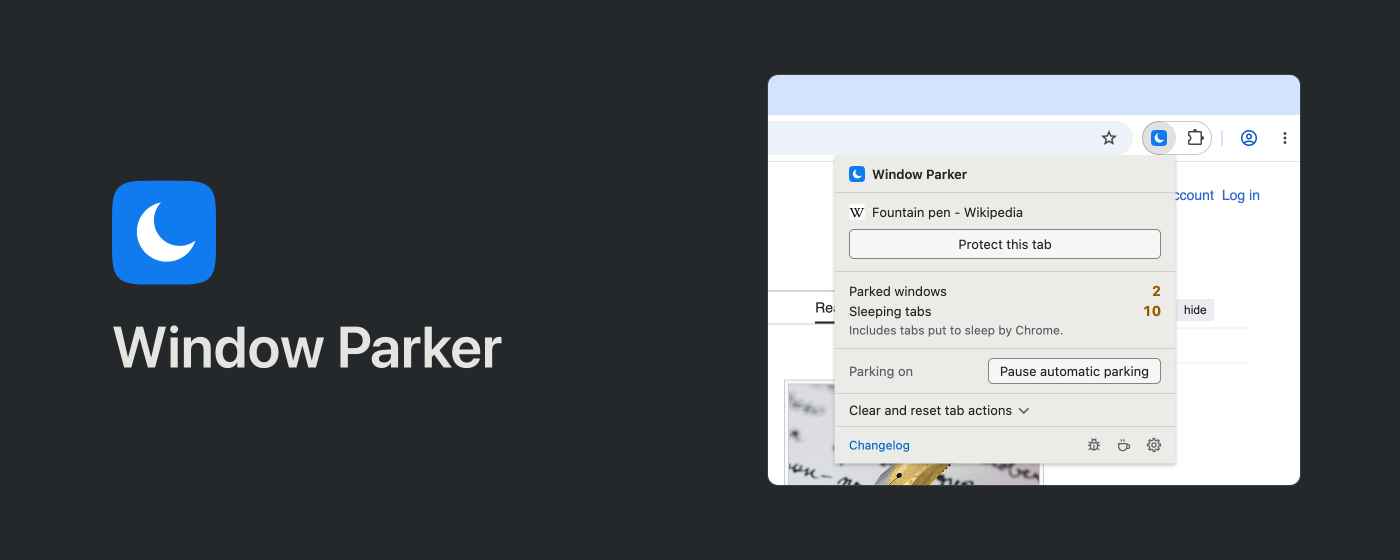 Window Parker
Window Parker
Fountain pen - Wikipedia
Protect this tab
Parked windows 2
Sleeping tabs 10
Includes tabs put to sleep by Chrome.
Parking on
Pause automatic parking
Clear and reset tab actions
Changelog
Log in
hide